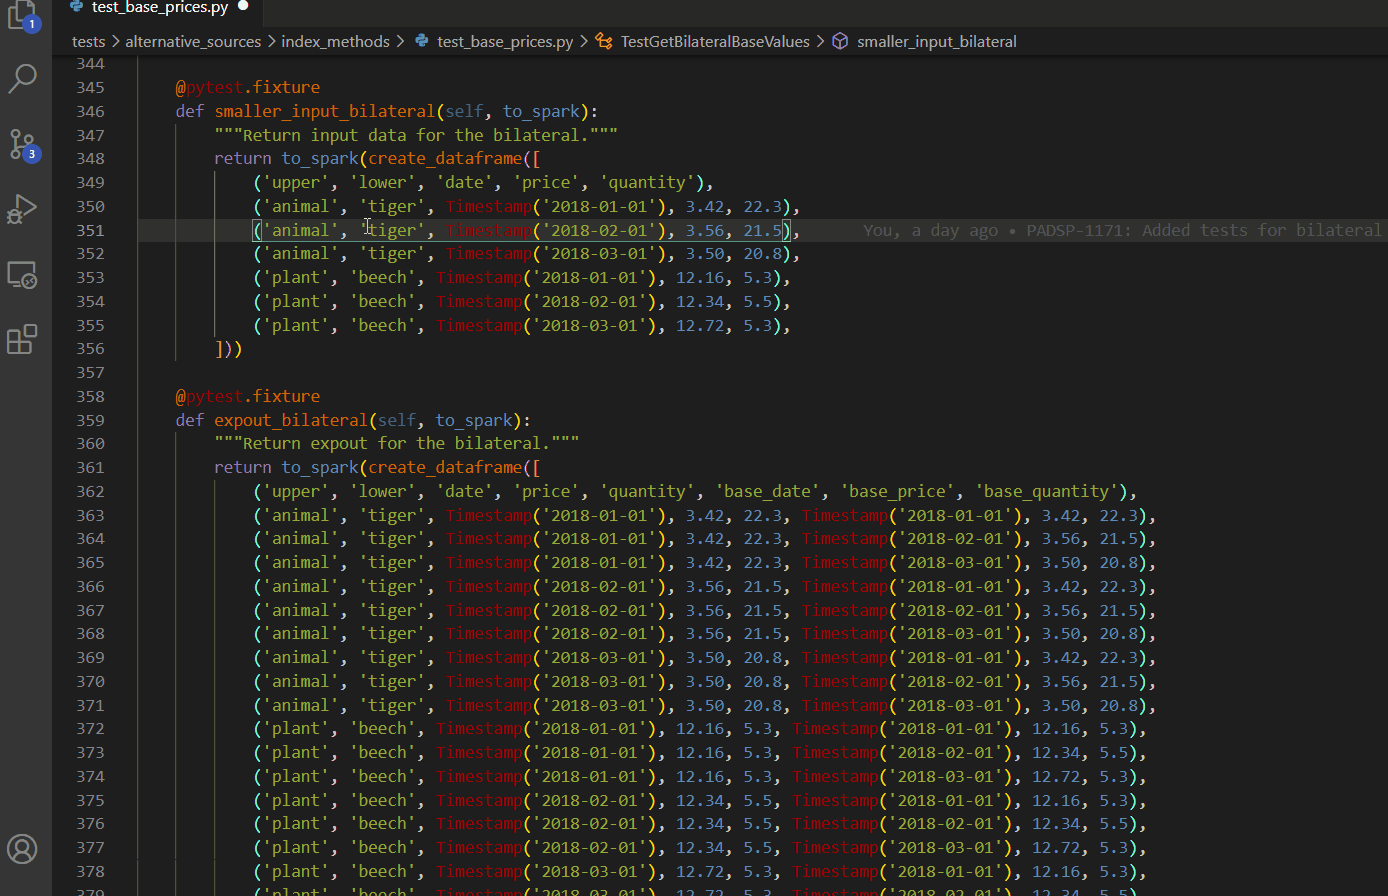 1
test_base_prices.py
tests > alternative_sources > index_methods > test_base_prices.py > TestGetBilateralBaseValues > smaller_input_bilateral
3
344
345 @pytest.fixture
346 def smaller_input_bilateral(self, to_spark):
347 """Return input data for the bilateral."""
348 return to_spark(create_dataframe([
349 ('upper', 'lower', 'date', 'price', 'quantity'),
350 ('animal', 'tiger', Timestamp('2018-01-01'), 3.42, 22.3),
351 ('animal', 'tiger', Timestamp('2018-02-01'), 3.56, 21.5), You, a day ago • PADSP-1171: Added tests for bilateral
352 ('animal', 'tiger', Timestamp('2018-03-01'), 3.50, 20.8),
353 ('plant', 'beech', Timestamp('2018-01-01'), 12.16, 5.3),
354 ('plant', 'beech', Timestamp('2018-02-01'), 12.34, 5.5),
355 ('plant', 'beech', Timestamp('2018-03-01'), 12.72, 5.3),
356 ]))
357
358 @pytest.fixture
359 def expout_bilateral(self, to_spark):
360 """Return expout for the bilateral."""
361 return to_spark(create_dataframe([
362 ('upper', 'lower', 'date', 'price', 'quantity', 'base_date', 'base_price', 'base_quantity'),
363 ('animal', 'tiger', Timestamp('2018-01-01'), 3.42, 22.3, Timestamp('2018-01-01'), 3.42, 22.3),
364 ('animal', 'tiger', Timestamp('2018-01-01'), 3.42, 22.3, Timestamp('2018-02-01'), 3.56, 21.5),
365 ('animal', 'tiger', Timestamp('2018-01-01'), 3.42, 22.3, Timestamp('2018-03-01'), 3.50, 20.8),
366 ('animal', 'tiger', Timestamp('2018-02-01'), 3.56, 21.5, Timestamp('2018-01-01'), 3.42, 22.3),
367 ('animal', 'tiger', Timestamp('2018-02-01'), 3.56, 21.5, Timestamp('2018-02-01'), 3.56, 21.5),
368 ('animal', 'tiger', Timestamp('2018-02-01'), 3.56, 21.5, Timestamp('2018-03-01'), 3.50, 20.8),
369 ('animal', 'tiger', Timestamp('2018-03-01'), 3.50, 20.8, Timestamp('2018-01-01'), 3.42, 22.3),
370 ('animal', 'tiger', Timestamp('2018-03-01'), 3.50, 20.8, Timestamp('2018-02-01'), 3.56, 21.5),
371 ('animal', 'tiger', Timestamp('2018-03-01'), 3.50, 20.8, Timestamp('2018-03-01'), 3.50, 20.8),
372 ('plant', 'beech', Timestamp('2018-01-01'), 12.16, 5.3, Timestamp('2018-01-01'), 12.16, 5.3),
373 ('plant', 'beech', Timestamp('2018-01-01'), 12.16, 5.3, Timestamp('2018-02-01'), 12.34, 5.5),
374 ('plant', 'beech', Timestamp('2018-01-01'), 12.16, 5.3, Timestamp('2018-03-01'), 12.72, 5.3),
375 ('plant', 'beech', Timestamp('2018-02-01'), 12.34, 5.5, Timestamp('2018-01-01'), 12.16, 5.3),
376 ('plant', 'beech', Timestamp('2018-02-01'), 12.34, 5.5, Timestamp('2018-02-01'), 12.34, 5.5),
377 ('plant', 'beech', Timestamp('2018-02-01'), 12.34, 5.5, Timestamp('2018-03-01'), 12.72, 5.3),
378 ('plant', 'beech', Timestamp('2018-03-01'), 12.72, 5.3, Timestamp('2018-01-01'), 12.16, 5.3),
379 ('plant', 'beech', Timestamp('2018-03-01'), 12.72, 5.3, Timestamp('2018-02-01'), 12.34, 5.5),